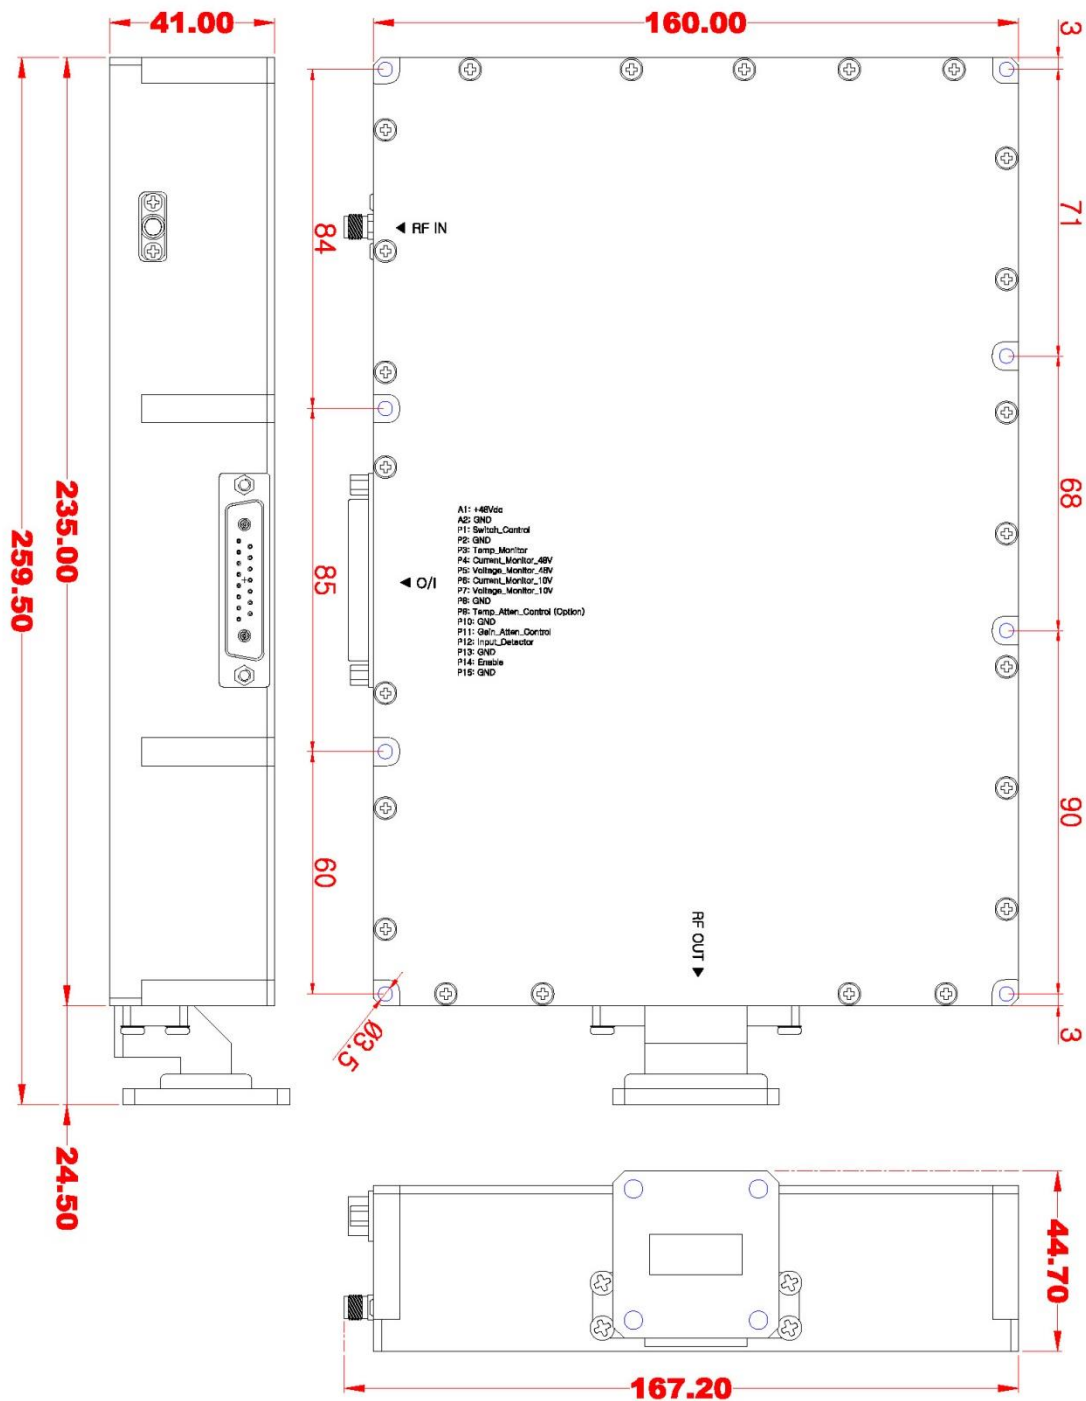 41.00
160.00
3
71
68
90
3
84
85
60
235.00
259.50
24.50
Ø3.5
◄ RF IN
◄ O/I
A1: +48Vdc
A2: GND
P1: Switch_Control
P2: GND
P3: Temp_Monitor
P4: Current_Monitor_48V
P5: Voltage_Monitor_48V
P6: Current_Monitor_10V
P7: Voltage_Monitor_10V
P8: GND
P9: Temp_Atten_Control (Option)
P10: GND
P11: Gain_Atten_Control
P12: Input_Detector
P13: GND
P14: Enable
P15: GND
RF OUT ►
44.70
167.20